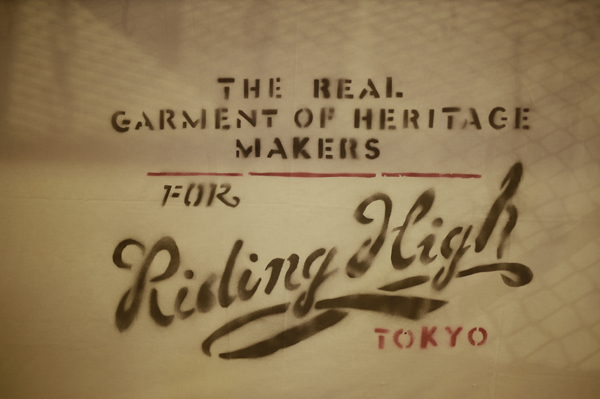 THE REAL
GARMENT OF HERITAGE
MAKERS
FOR
Riding High
TOKYO